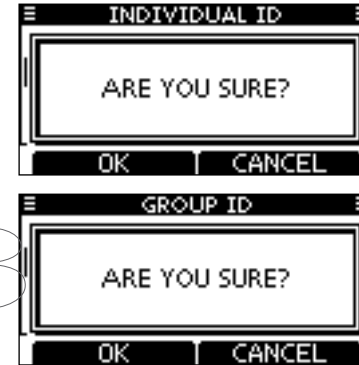 INDIVIDUAL ID
ARE YOU SURE?
OK CANCEL
GROUP ID
ARE YOU SURE?
OK CANCEL